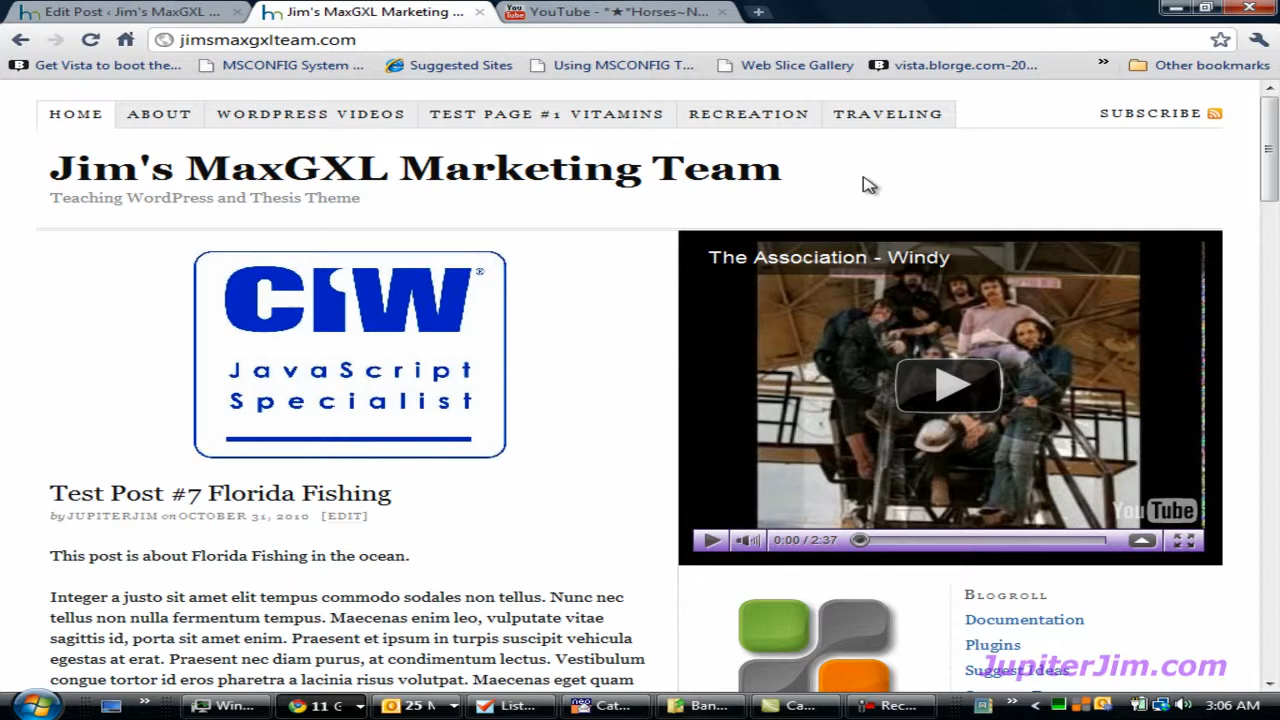 Edit Post ‹ Jim's MaxGXL ...
Jim's MaxGXL Marketing ...
YouTube - *★*Horses~N...
jimsmaxgxlteam.com
Get Vista to boot the...
MSCONFIG System ...
Suggested Sites
Using MSCONFIG T...
Web Slice Gallery
vista.blorge.com-20...
Other bookmarks
HOME
ABOUT
WORDPRESS VIDEOS
TEST PAGE #1 VITAMINS
RECREATION
TRAVELING
SUBSCRIBE
Jim's MaxGXL Marketing Team
Teaching WordPress and Thesis Theme
CIW®
JavaScript
Specialist
The Association - Windy
YouTube
0:00 / 2:37
Test Post #7 Florida Fishing
by JUPITERJIM on OCTOBER 31, 2010 [EDIT]
This post is about Florida Fishing in the ocean.
Integer a justo sit amet elit tempus commodo sodales non tellus. Nunc nec
tellus non nulla fermentum tempus. Maecenas enim leo, vulputate vitae
sagittis id, porta sit amet enim. Praesent et ipsum in turpis suscipit vehicula
egestas at erat. Praesent nec diam purus, at condimentum lectus. Vestibulum
congue tortor id eros pharetra a lacinia risus volutpat. Maecenas eget quam
BLOGROLL
Documentation
Plugins
Suggest Ideas
JupiterJim.com
Win...
11 G
25 M
List...
Cat...
Ban...
Ca...
Rec...
3:06 AM